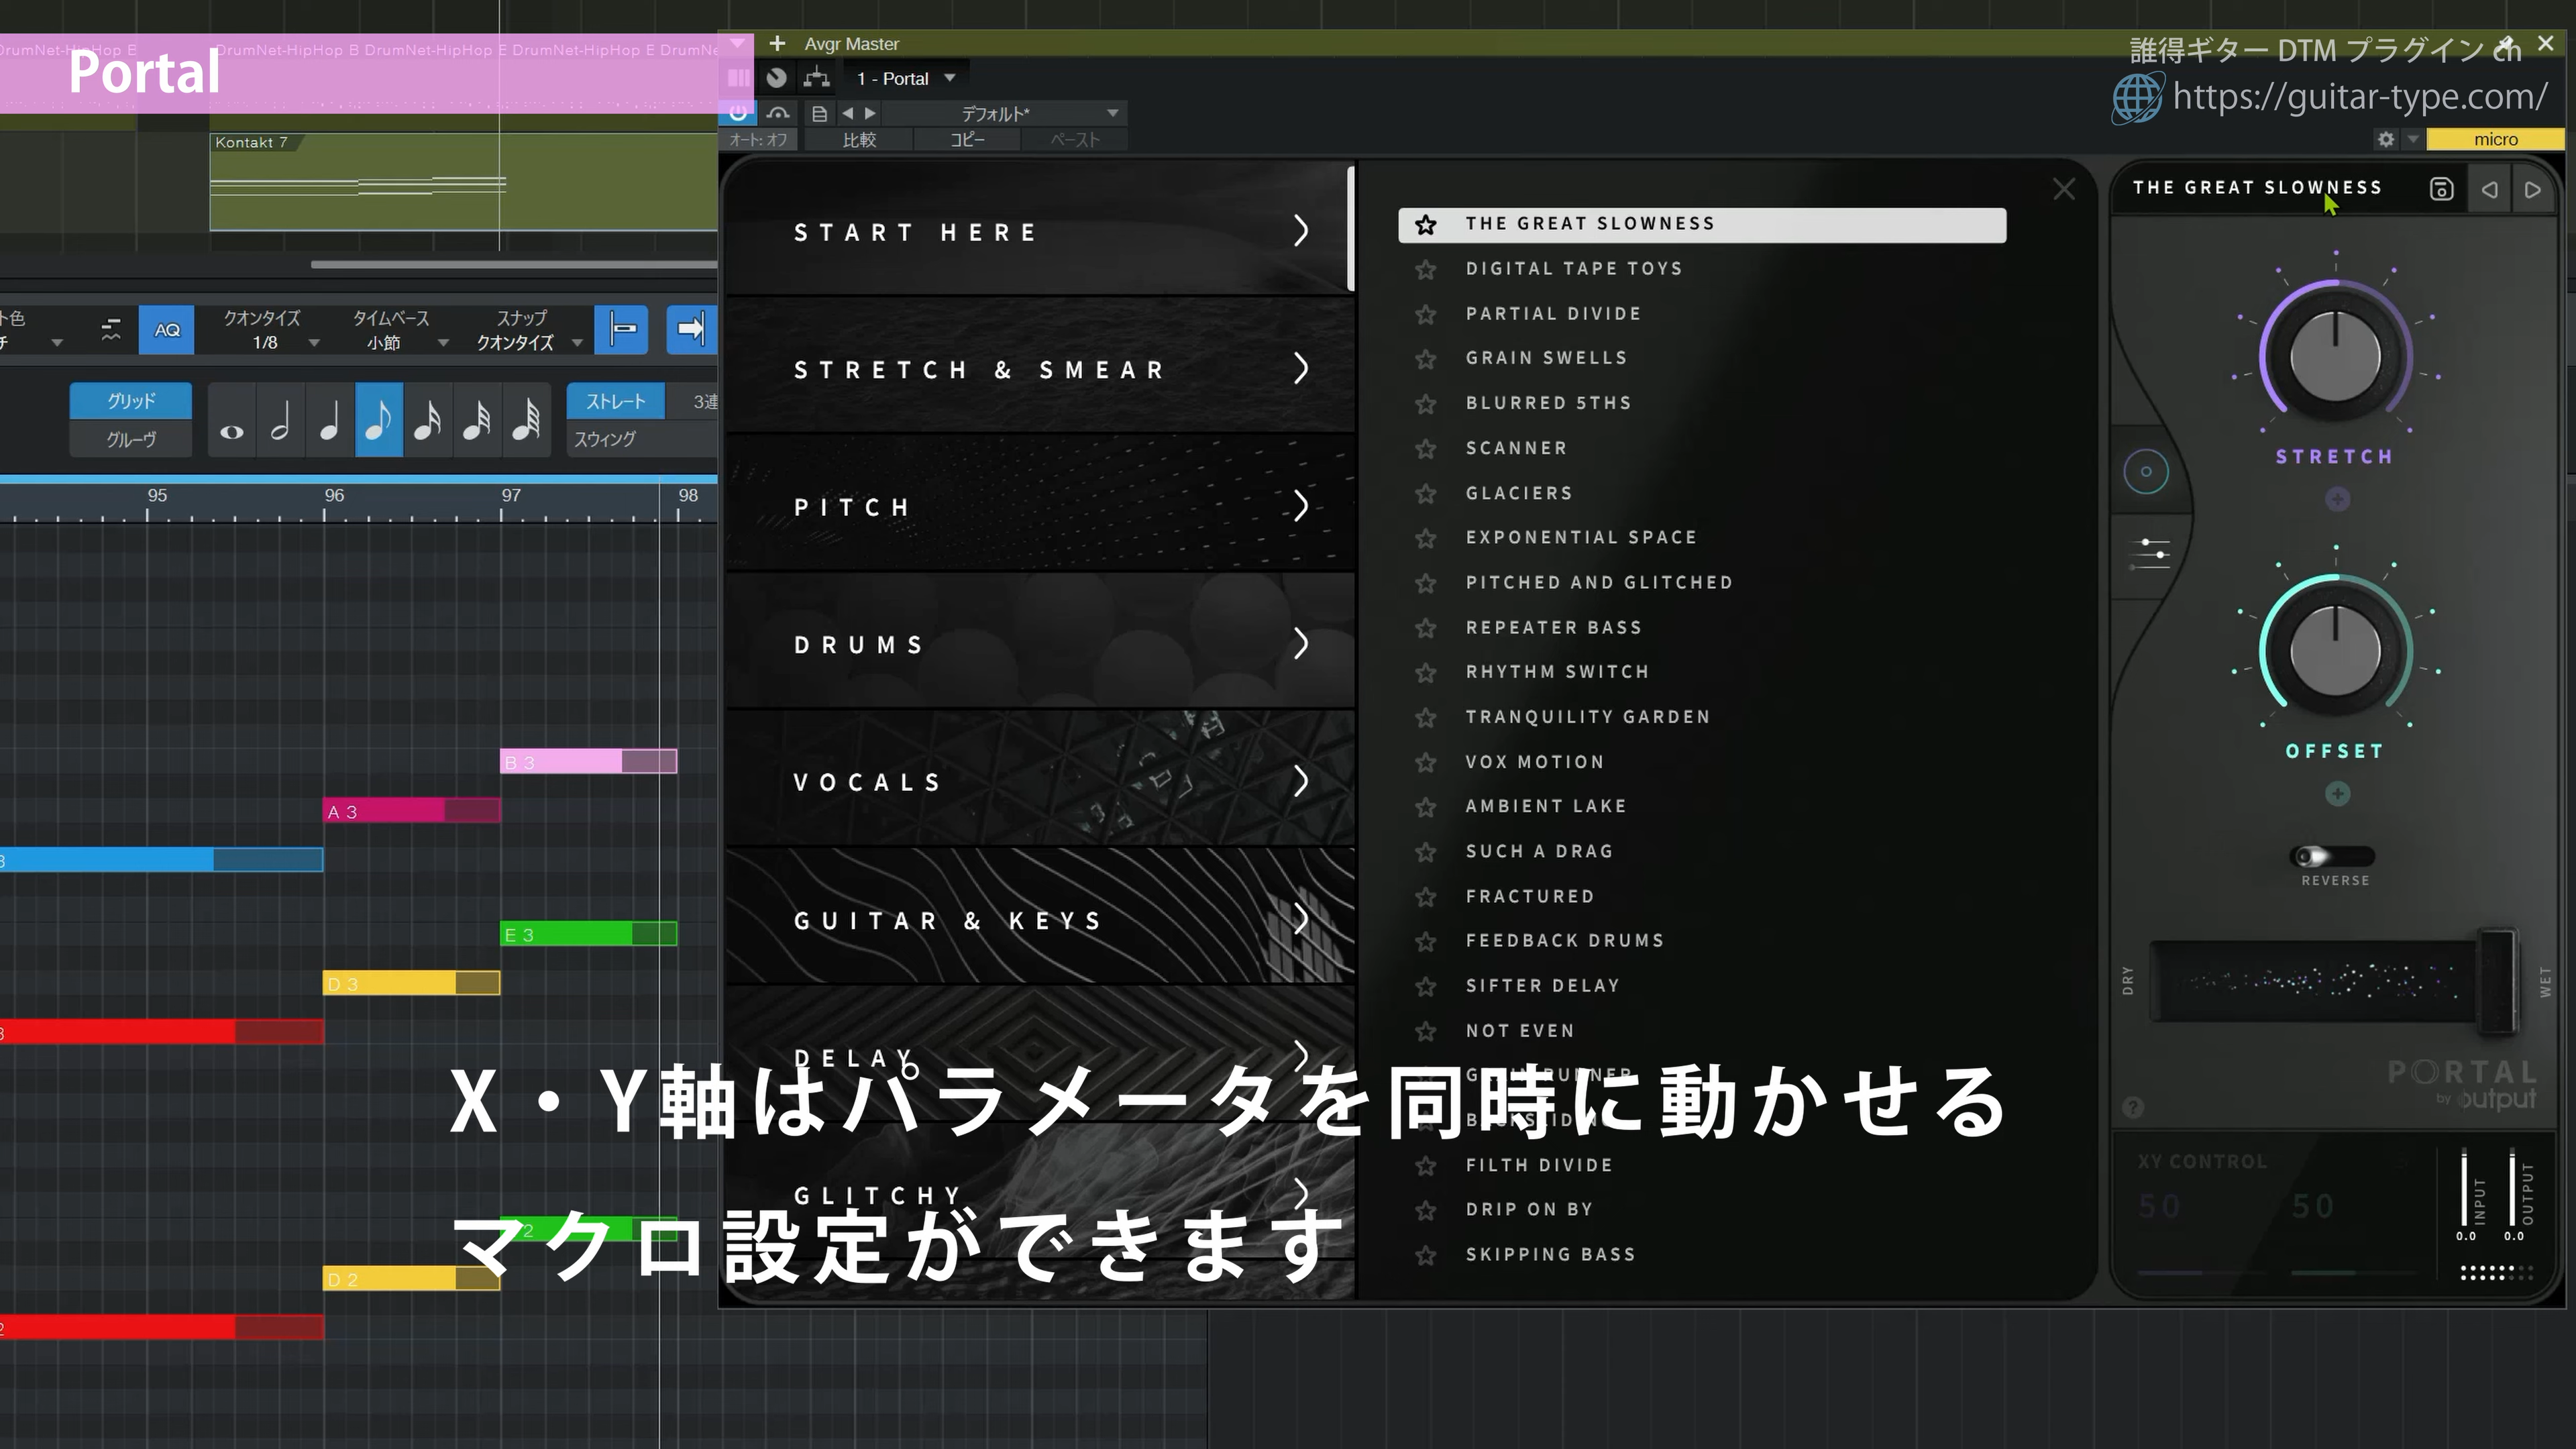 DrumNet-HipHop E
DrumNet-HipHop B
DrumNet-HipHop E
DrumNet-HipHop E
Portal
Avgr Master
誰得ギター DTM プラグイン ch
https://guitar-type.com/
1 - Portal
デフォルト*
オート: オフ
比較
コピー
ペースト
micro
Kontakt 7
AQ
クオンタイズ
1/8
タイムベース
小節
スナップ
クオンタイズ
グリッド
グルーヴ
ストレート
スウィング
95
96
97
98
B 3
A 3
E 3
D 3
D 2
START HERE
STRETCH & SMEAR
PITCH
DRUMS
VOCALS
GUITAR & KEYS
DELAY
GLITCHY
THE GREAT SLOWNESS
DIGITAL TAPE TOYS
PARTIAL DIVIDE
GRAIN SWELLS
BLURRED 5THS
SCANNER
GLACIERS
EXPONENTIAL SPACE
PITCHED AND GLITCHED
REPEATER BASS
RHYTHM SWITCH
TRANQUILITY GARDEN
VOX MOTION
AMBIENT LAKE
SUCH A DRAG
FRACTURED
FEEDBACK DRUMS
SIFTER DELAY
NOT EVEN
FILTH DIVIDE
DRIP ON BY
SKIPPING BASS
THE GREAT SLOWNESS
STRETCH
OFFSET
REVERSE
DRY
WET
PORTAL
by output
XY CONTROL
50
50
INPUT
OUTPUT
0.0
0.0
X・Y軸はパラメータを同時に動かせる
マクロ設定ができます